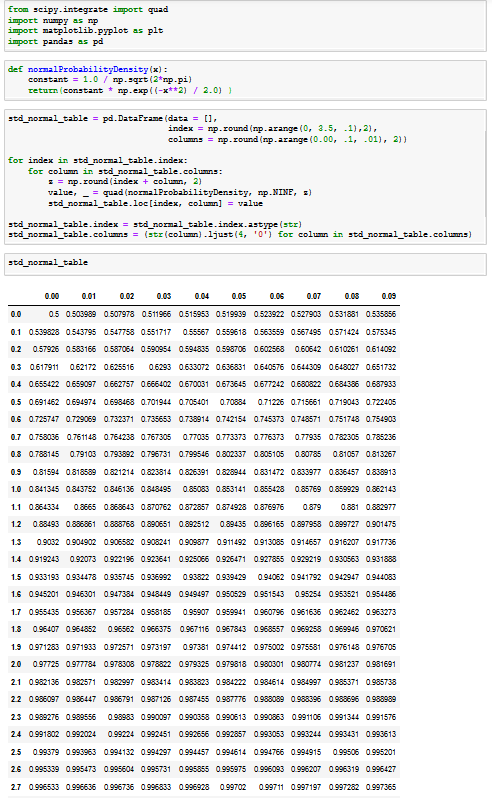 from scipy.integrate import quad
import numpy as np
import matplotlib.pyplot as plt
import pandas as pd
def normalProbabilityDensity(x):
    constant = 1.0 / np.sqrt(2*np.pi)
    return(constant * np.exp((-x**2) / 2.0) )
std_normal_table = pd.DataFrame(data = [],
                                index = np.round(np.arange(0, 3.5, .1),2),
                                columns = np.round(np.arange(0.00, .1, .01), 2))
for index in std_normal_table.index:
    for column in std_normal_table.columns:
        z = np.round(index + column, 2)
        value, _ = quad(normalProbabilityDensity, np.NINF, z)
        std_normal_table.loc[index, column] = value
std_normal_table.index = std_normal_table.index.astype(str)
std_normal_table.columns = (str(column).ljust(4, '0') for column in std_normal_table.columns)
std_normal_table
0.00 0.01 0.02 0.03 0.04 0.05 0.06 0.07 0.08 0.09
0.0 0.5 0.503989 0.507978 0.511966 0.515953 0.519939 0.523922 0.527903 0.531881 0.535856
0.1 0.539828 0.543795 0.547758 0.551717 0.55567 0.559618 0.563559 0.567495 0.571424 0.575345
0.2 0.57926 0.583166 0.587064 0.590954 0.594835 0.598706 0.602568 0.60642 0.610261 0.614092
0.3 0.617911 0.62172 0.625516 0.6293 0.633072 0.636831 0.640576 0.644309 0.648027 0.651732
0.4 0.655422 0.659097 0.662757 0.666402 0.670031 0.673645 0.677242 0.680822 0.684386 0.687933
0.5 0.691462 0.694974 0.698468 0.701944 0.705401 0.70884 0.71226 0.715661 0.719043 0.722405
0.6 0.725747 0.729069 0.732371 0.735653 0.738914 0.742154 0.745373 0.748571 0.751748 0.754903
0.7 0.758036 0.761148 0.764238 0.767305 0.77035 0.773373 0.776373 0.77935 0.782305 0.785236
0.8 0.788145 0.79103 0.793892 0.796731 0.799546 0.802337 0.805105 0.80785 0.81057 0.813267
0.9 0.81594 0.818589 0.821214 0.823814 0.826391 0.828944 0.831472 0.833977 0.836457 0.838913
1.0 0.841345 0.843752 0.846136 0.848495 0.85083 0.853141 0.855428 0.85769 0.859929 0.862143
1.1 0.864334 0.8665 0.868643 0.870762 0.872857 0.874928 0.876976 0.879 0.881 0.882977
1.2 0.88493 0.886861 0.888768 0.890651 0.892512 0.89435 0.896165 0.897958 0.899727 0.901475
1.3 0.9032 0.904902 0.906582 0.908241 0.909877 0.911492 0.913085 0.914657 0.916207 0.917736
1.4 0.919243 0.92073 0.922196 0.923641 0.925066 0.926471 0.927855 0.929219 0.930563 0.931888
1.5 0.933193 0.934478 0.935745 0.936992 0.93822 0.939429 0.94062 0.941792 0.942947 0.944083
1.6 0.945201 0.946301 0.947384 0.948449 0.949497 0.950529 0.951543 0.95254 0.953521 0.954486
1.7 0.955435 0.956367 0.957284 0.958185 0.95907 0.959941 0.960796 0.961636 0.962462 0.963273
1.8 0.96407 0.964852 0.96562 0.966375 0.967116 0.967843 0.968557 0.969258 0.969946 0.970621
1.9 0.971283 0.971933 0.972571 0.973197 0.97381 0.974412 0.975002 0.975581 0.976148 0.976705
2.0 0.97725 0.977784 0.978308 0.978822 0.979325 0.979818 0.980301 0.980774 0.981237 0.981691
2.1 0.982136 0.982571 0.982997 0.983414 0.983823 0.984222 0.984614 0.984997 0.985371 0.985738
2.2 0.986097 0.986447 0.986791 0.987126 0.987455 0.987776 0.988089 0.988396 0.988696 0.988989
2.3 0.989276 0.989556 0.98983 0.990097 0.990358 0.990613 0.990863 0.991106 0.991344 0.991576
2.4 0.991802 0.992024 0.99224 0.992451 0.992656 0.992857 0.993053 0.993244 0.993431 0.993613
2.5 0.99379 0.993963 0.994132 0.994297 0.994457 0.994614 0.994766 0.994915 0.99506 0.995201
2.6 0.995339 0.995473 0.995604 0.995731 0.995855 0.995975 0.996093 0.996207 0.996319 0.996427
2.7 0.996533 0.996636 0.996736 0.996833 0.996928 0.99702 0.99711 0.997197 0.997282 0.997365